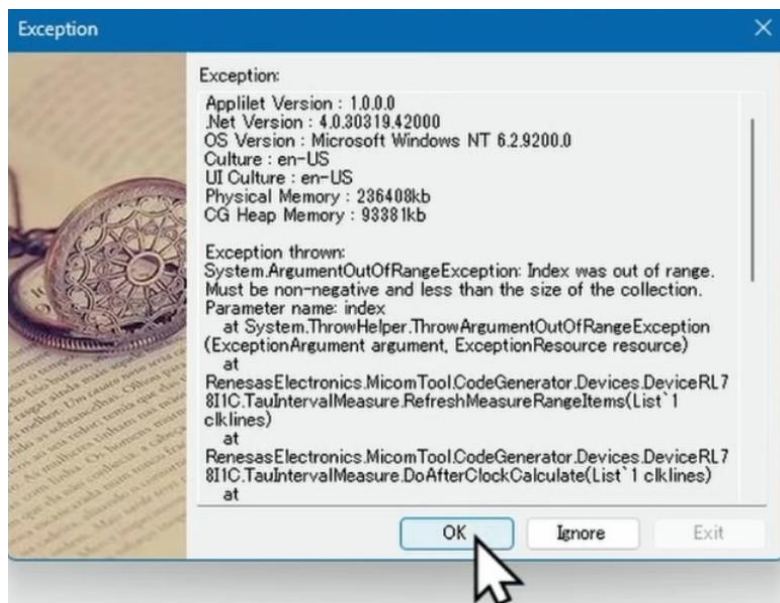 Exception
Exception:
Applilet Version : 1.0.0.0
.Net Version : 4.0.30319.42000
OS Version : Microsoft Windows NT 6.2.9200.0
Culture : en-US
UI Culture : en-US
Physical Memory : 236408kb
CG Heap Memory : 93381kb
Exception thrown:
System.ArgumentOutOfRangeException: Index was out of range.
Must be non-negative and less than the size of the collection.
Parameter name: index
at System.ThrowHelper.ThrowArgumentOutOfRangeException
(ExceptionArgument argument, ExceptionResource resource)
at
RenesasElectronics.MicomTool.CodeGenerator.Devices.DeviceRL7
8I1C.TauIntervalMeasure.RefreshMeasureRangeItems(List`1
clklines)
at
RenesasElectronics.MicomTool.CodeGenerator.Devices.DeviceRL7
8I1C.TauIntervalMeasure.DoAfterClockCalculate(List`1 clklines)
at
OK Ignore Exit